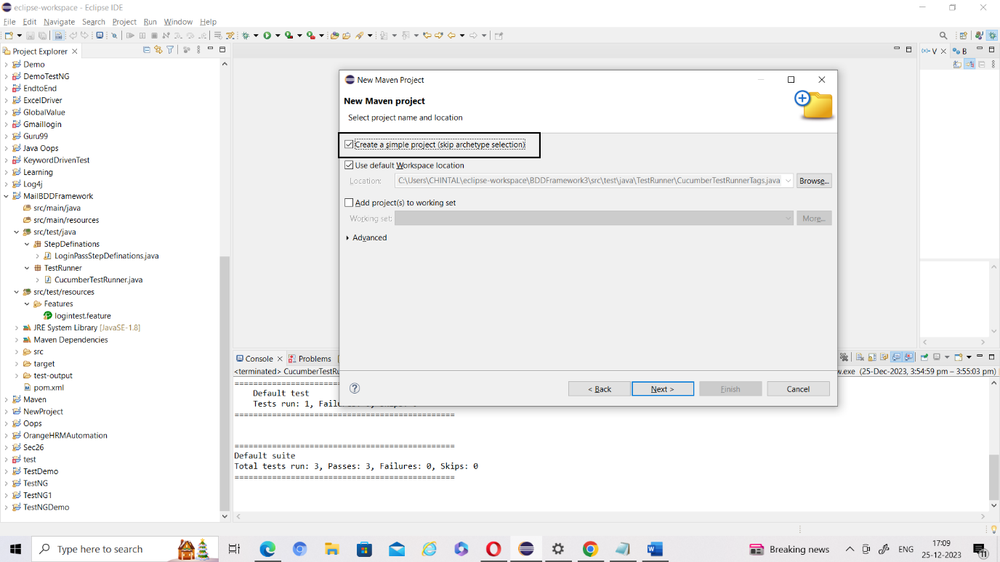 eclipse-workspace - Eclipse IDE
File Edit Navigate Search Project Run Window Help
Project Explorer
Demo
DemoTestNG
EndtoEnd
ExcelDriver
GlobalValue
Gmaillogin
Guru99
Java Oops
KeywordDrivenTest
Learning
Log4j
MailBDDFramework
src/main/java
src/main/resources
src/test/java
StepDefinations
LoginPassStepDefinations.java
TestRunner
CucumberTestRunner.java
src/test/resources
Features
logintest.feature
JRE System Library [JavaSE-1.8]
Maven Dependencies
src
target
test-output
pom.xml
Maven
NewProject
Oops
OrangeHRMAutomation
Sec26
test
TestDemo
TestNG
TestNG1
TestNGDemo
V
B
New Maven Project
New Maven project
Select project name and location
Create a simple project (skip archetype selection)
Use default Workspace location
Location: C:\Users\CHINTAL\eclipse-workspace\BDDFramework3\src\test\java\TestRunner\CucumberTestRunnerTags.java Browse...
Add project(s) to working set
Working set: More...
Advanced
< Back Next > Finish Cancel
Console Problems
<terminated> CucumberTestRu w.exe (25-Dec-2023, 3:54:59 pm – 3:55:03 pm)
==============================================
Default test
Tests run: 1,
==============================================
==============================================
Default suite
Total tests run: 3, Passes: 3, Failures: 0, Skips: 0
==============================================
Type here to search
Breaking news
ENG
17:09
25-12-2023
11